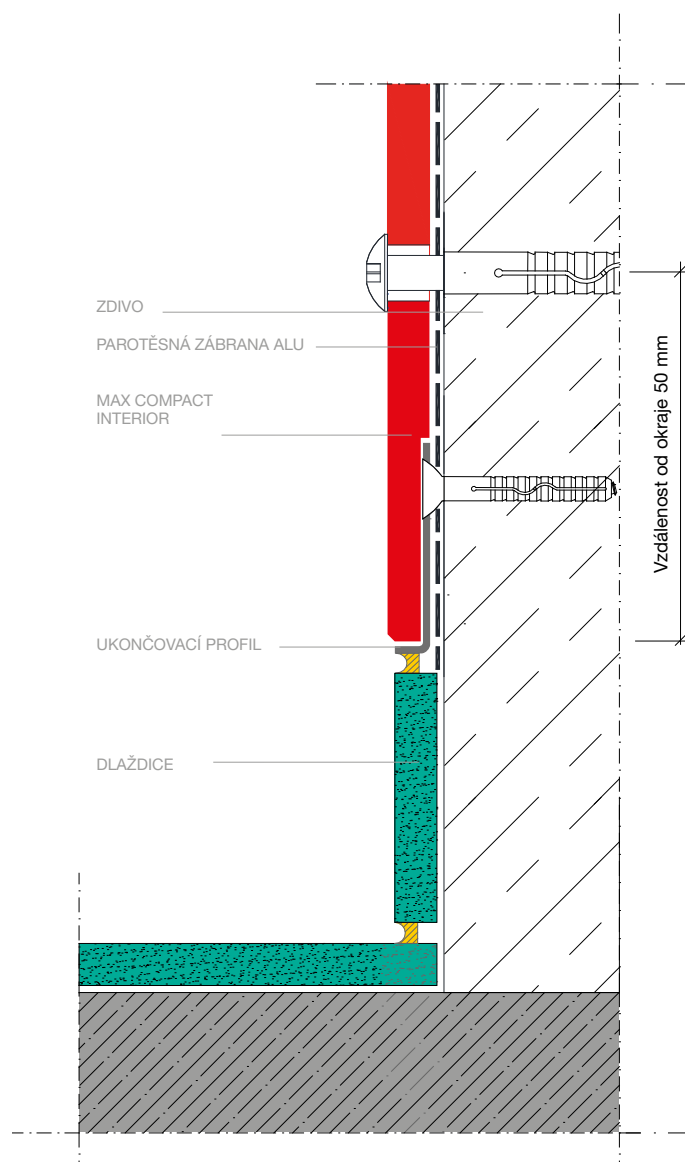 ZDIVO
PAROTĚSNÁ ZÁBRANA ALU
MAX COMPACT
INTERIOR
Vzdálenost od okraje 50 mm
UKONČOVACÍ PROFIL
DLAŽDICE